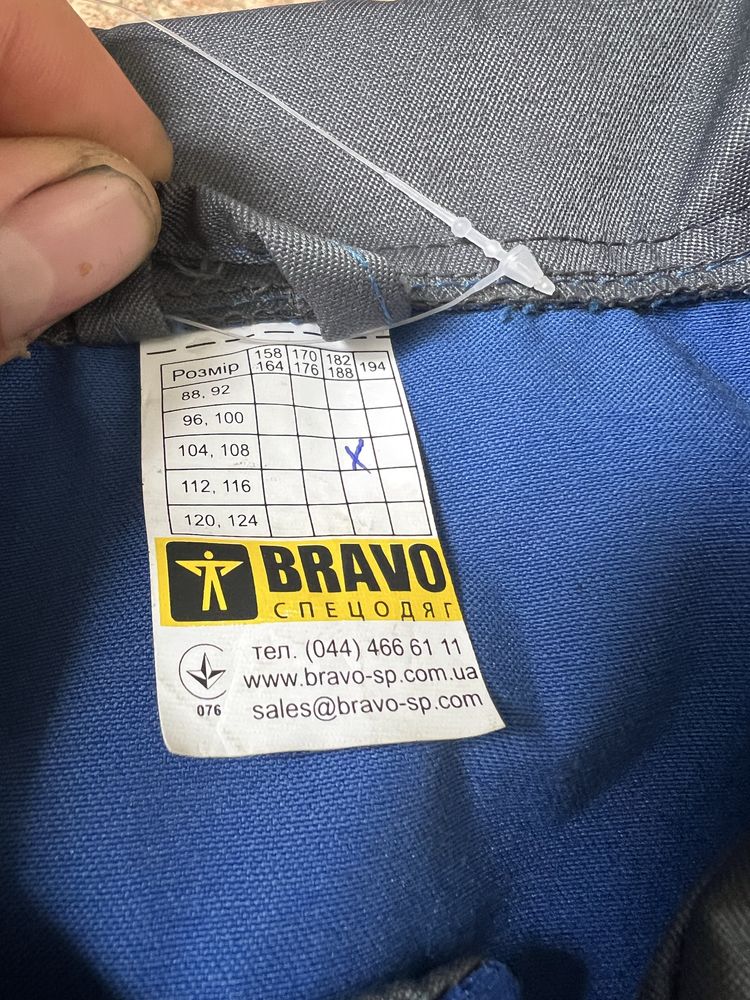 Розмір 158 164 170 176 182 188 194
88, 92
96, 100
104, 108 X
112, 116
120, 124
BRAVO
СПЕЦОДЯГ
тел. (044) 466 61 11
www.bravo-sp.com.ua
076 sales@bravo-sp.com